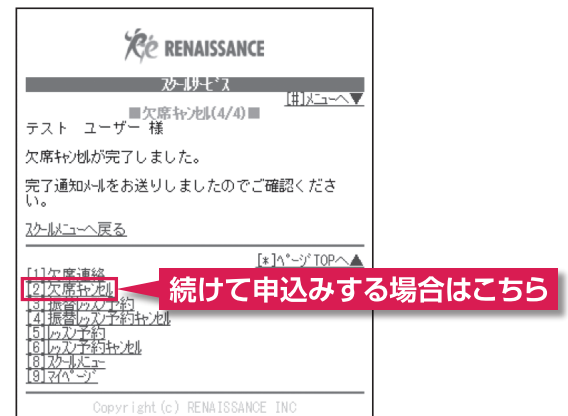 RENAISSANCE
ｽｸｰﾙｻｰﾋﾞｽ
[#]ﾒﾆｭｰへ▼
■欠席ｷｬﾝｾﾙ(4/4)■
テスト　ユーザー 様
欠席ｷｬﾝｾﾙが完了しました。
完了通知ﾒｰﾙをお送りしましたのでご確認くださ
い。
ｽｸｰﾙﾒﾆｭｰへ戻る
[*]ﾍﾟｰｼﾞTOPへ▲
[1]欠席連絡
[2]欠席ｷｬﾝｾﾙ
続けて申込みする場合はこちら
[3]振替ﾚｯｽﾝ予約
[4]振替ﾚｯｽﾝ予約ｷｬﾝｾﾙ
[5]ﾚｯｽﾝ予約
[6]ﾚｯｽﾝ予約ｷｬﾝｾﾙ
[8]ｽｸｰﾙﾒﾆｭｰ
[9]ﾏｲﾍﾟｰｼﾞ
Copyright(c) RENAISSANCE INC